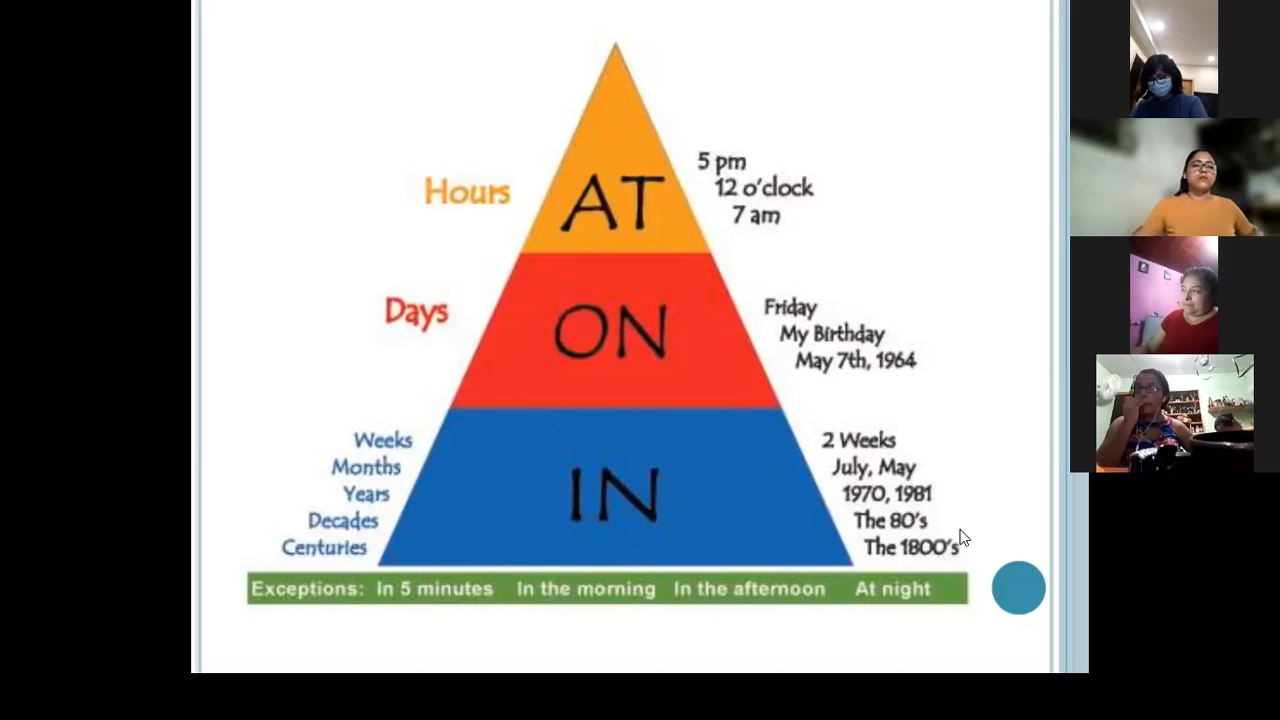 Hours
AT
5 pm
12 o'clock
7 am
Days
ON
Friday
My Birthday
May 7th, 1964
Weeks
Months
Years
Decades
Centuries
IN
2 Weeks
July, May
1970, 1981
The 80's
The 1800's
Exceptions: In 5 minutes In the morning In the afternoon At night